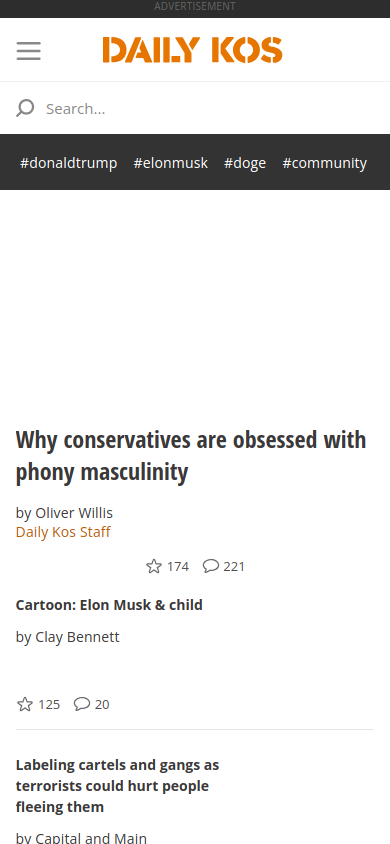 ADVERTISEMENT
DAILY KOS
Search...
#donaldtrump #elonmusk #doge #community
Why conservatives are obsessed with
phony masculinity
by Oliver Willis
Daily Kos Staff
174 221
Cartoon: Elon Musk & child
by Clay Bennett
125 20
Labeling cartels and gangs as
terrorists could hurt people
fleeing them
by Capital and Main